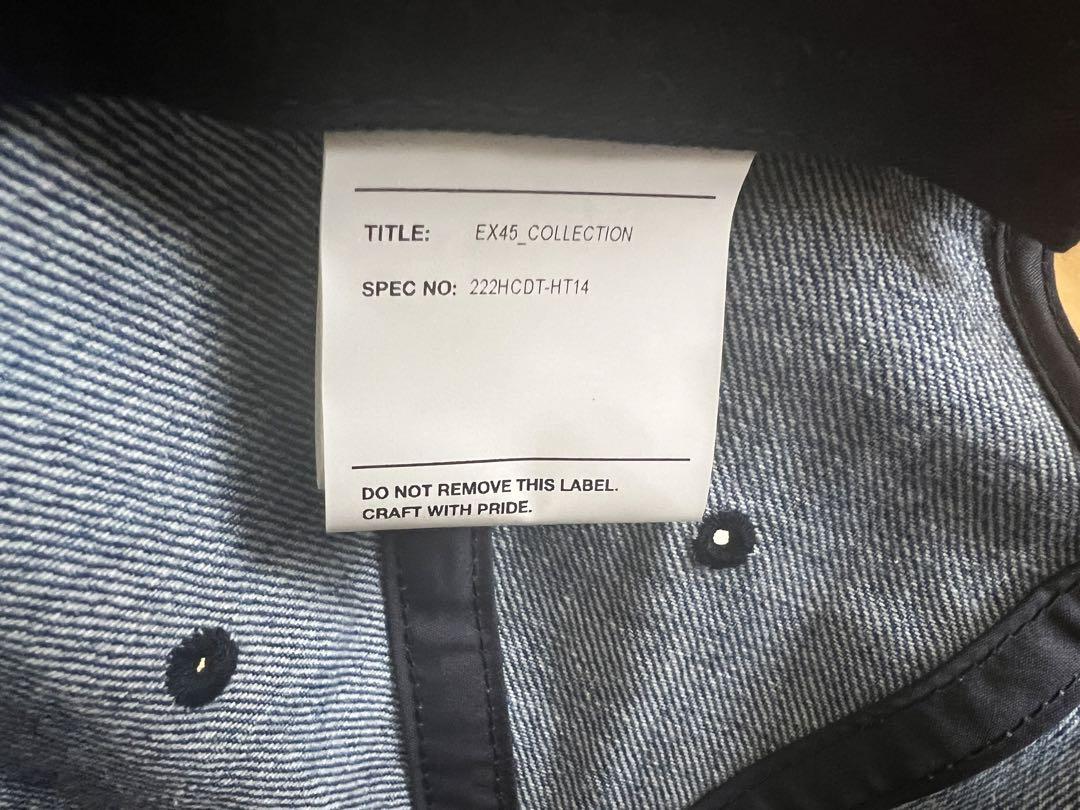 TITLE: EX45_COLLECTION
SPEC NO: 222HCDT-HT14
DO NOT REMOVE THIS LABEL.
CRAFT WITH PRIDE.